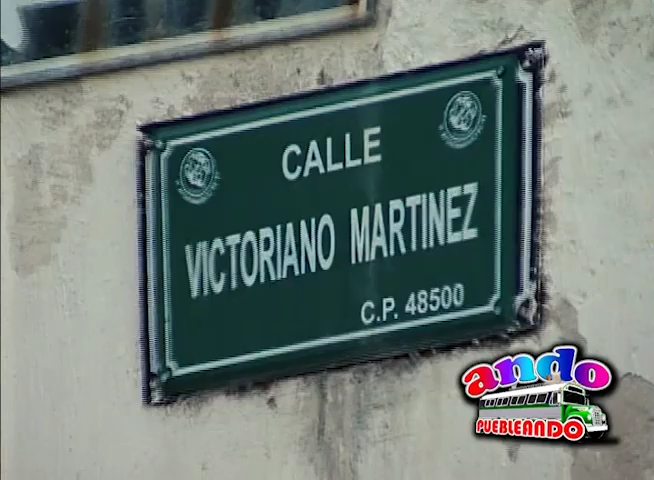 CALLE
VICTORIANO MARTINEZ
C.P. 48500
ando
PUEBLEANDO